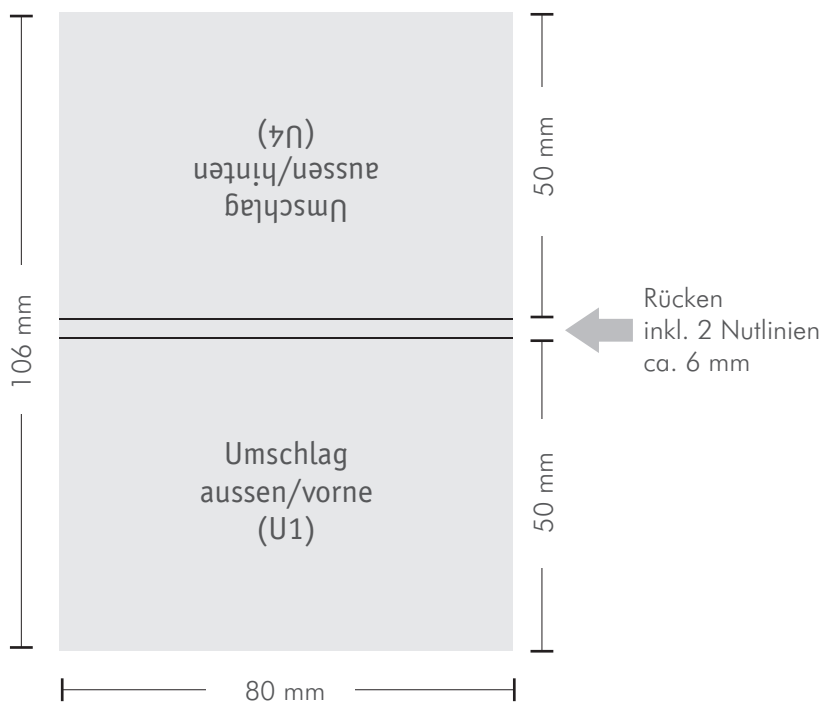 Umschlag
aussen/hinten
(U4)
50 mm
106 mm
Rücken
inkl. 2 Nutlinien
ca. 6 mm
Umschlag
aussen/vorne
(U1)
50 mm
80 mm